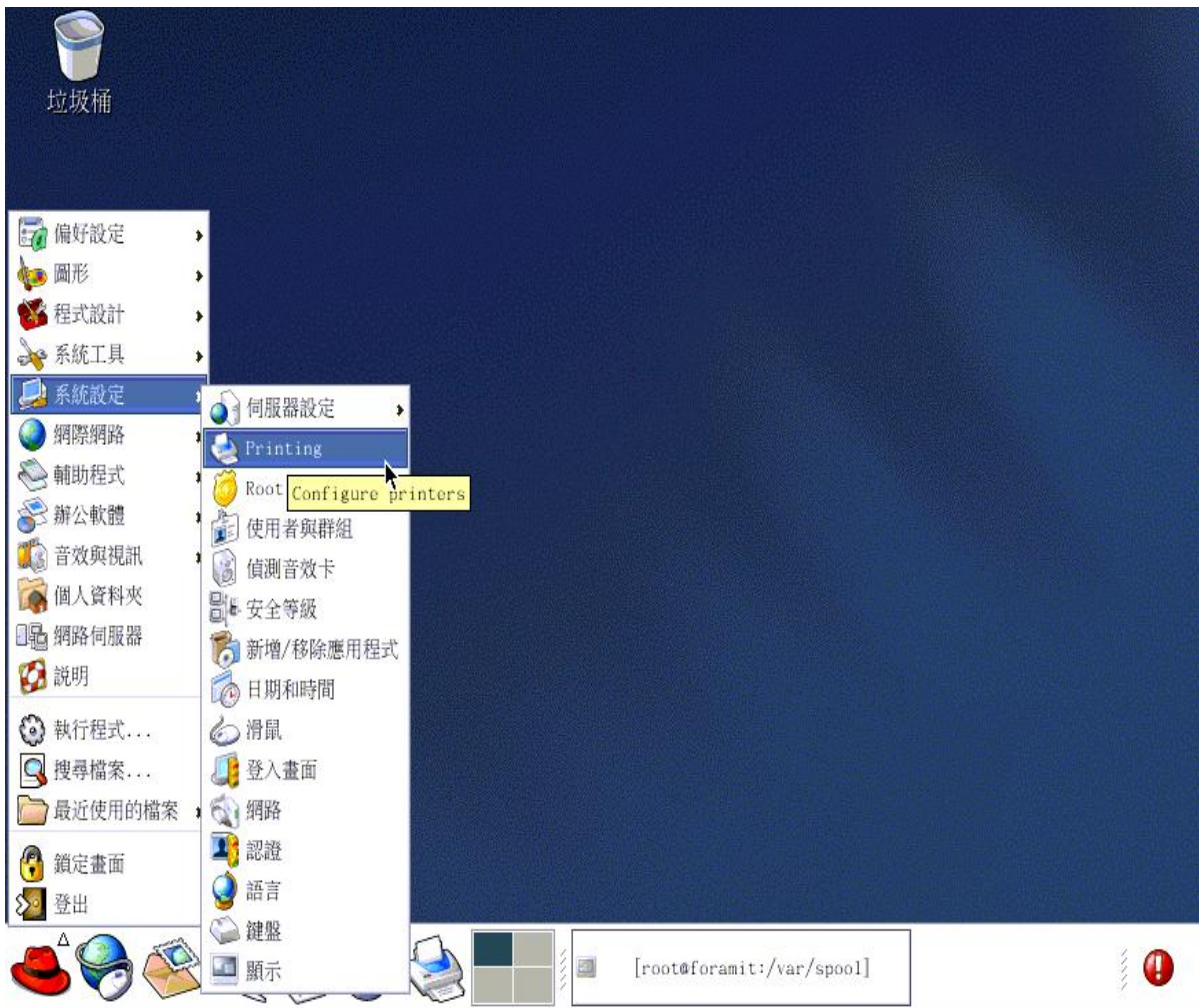 垃圾桶
偏好設定
圖形
程式設計
系統工具
系統設定
網際網路
輔助程式
辦公軟體
音效與視訊
個人資料夾
網路伺服器
說明
執行程式...
搜尋檔案...
最近使用的檔案
鎖定畫面
登出
伺服器設定
Printing
Root
Configure printers
使用者與群組
偵測音效卡
安全等級
新增/移除應用程式
日期和時間
滑鼠
登入畫面
網路
認證
語言
鍵盤
顯示
[root@foramit:/var/spool]